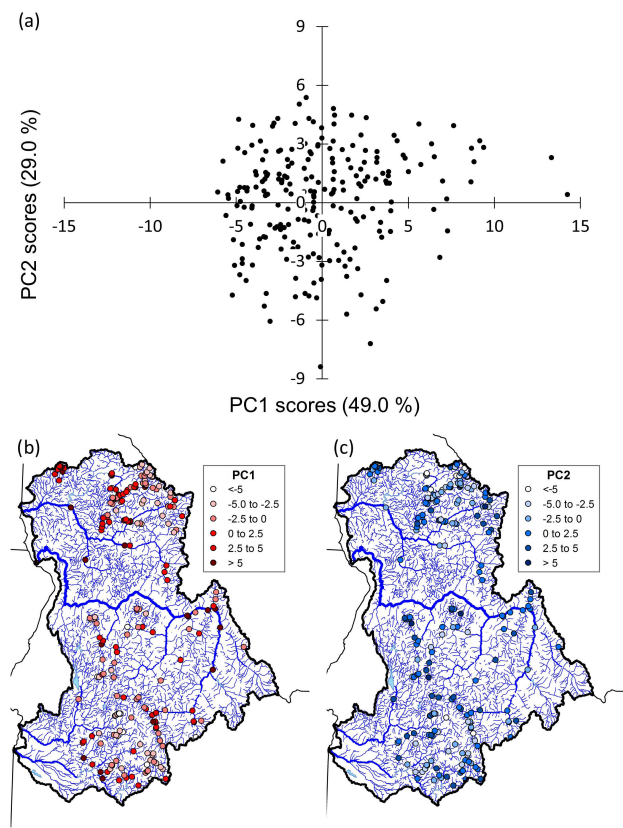 (a)
9
6
3
0
-3
-6
-9
-15
-10
-5
0
5
10
15
PC2 scores (29.0 %)
PC1 scores (49.0 %)
(b)
PC1
<-5
-5.0 to -2.5
-2.5 to 0
0 to 2.5
2.5 to 5
> 5
(c)
PC2
<-5
-5.0 to -2.5
-2.5 to 0
0 to 2.5
2.5 to 5
> 5